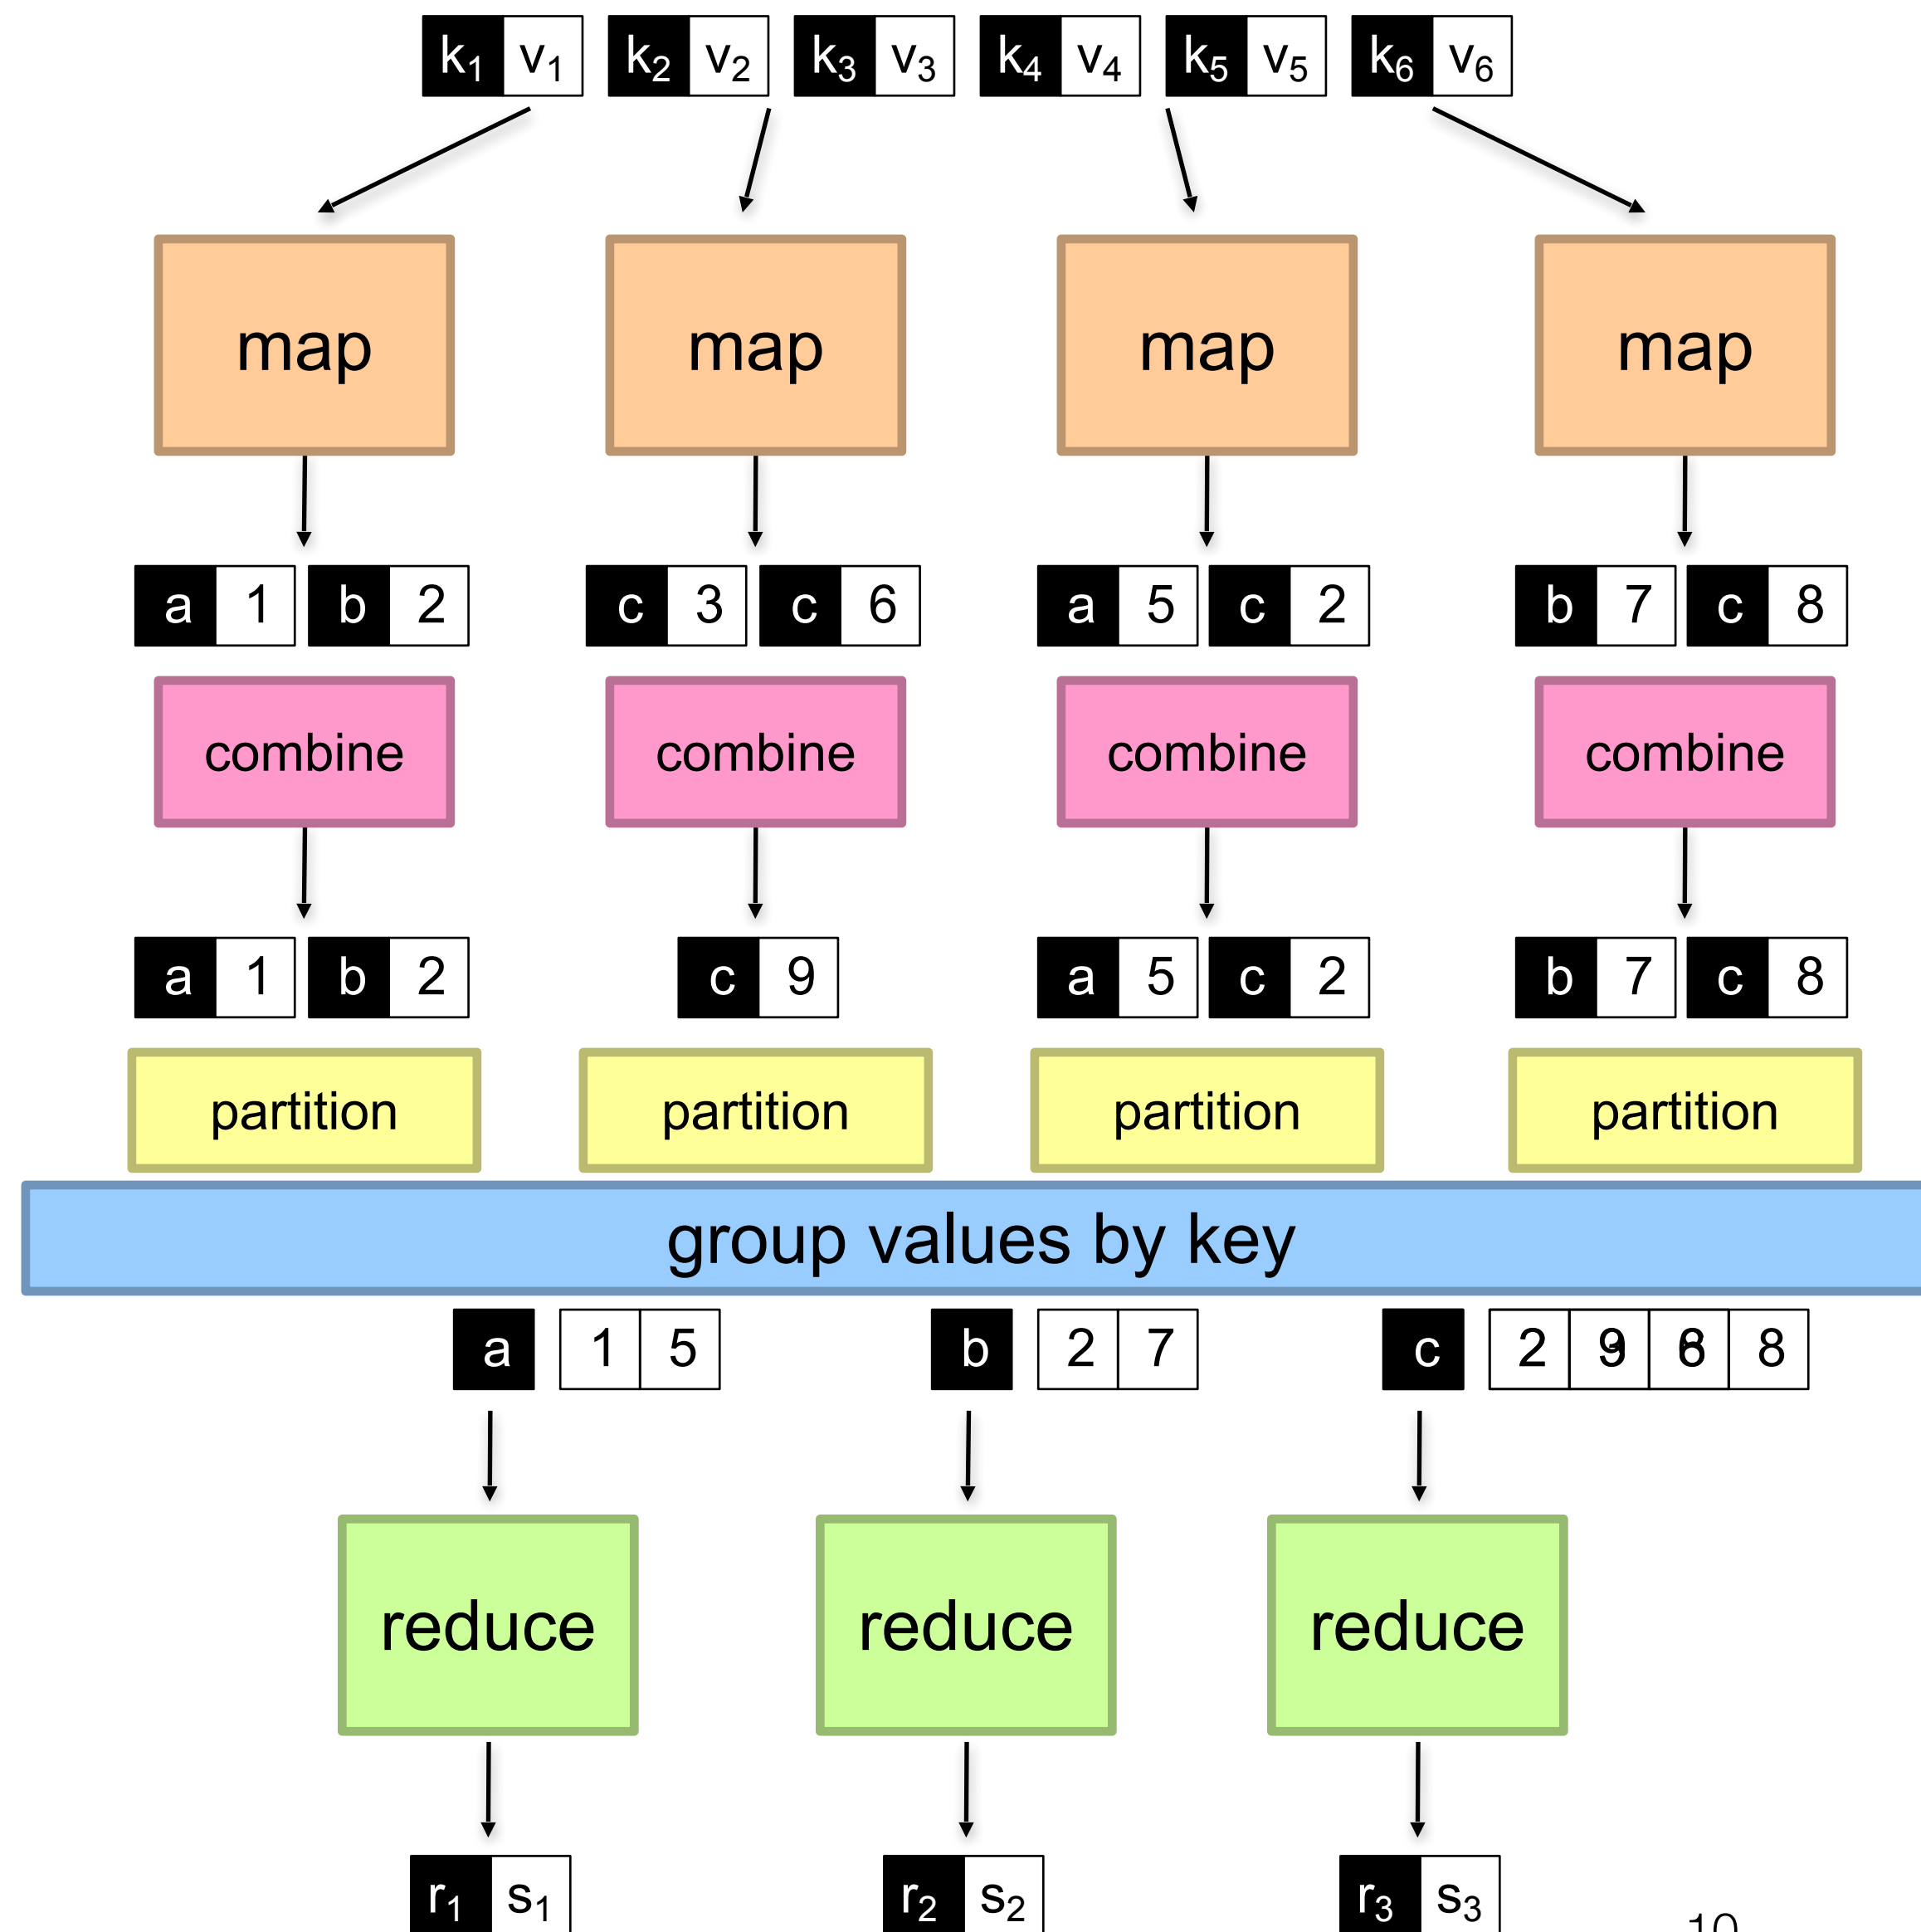 k₁ v₁ k₂ v₂ k₃ v₃ k₄ v₄ k₅ v₅ k₆ v₆
map map map map
a 1 b 2 c 3 c 6 a 5 c 2 b 7 c 8
combine combine combine combine
a 1 b 2 c 9 a 5 c 2 b 7 c 8
partition partition partition partition
group values by key
a 1 5 b 2 7 c 2 8
reduce reduce reduce
r₁ s₁ r₂ s₂ r₃ s₃
10